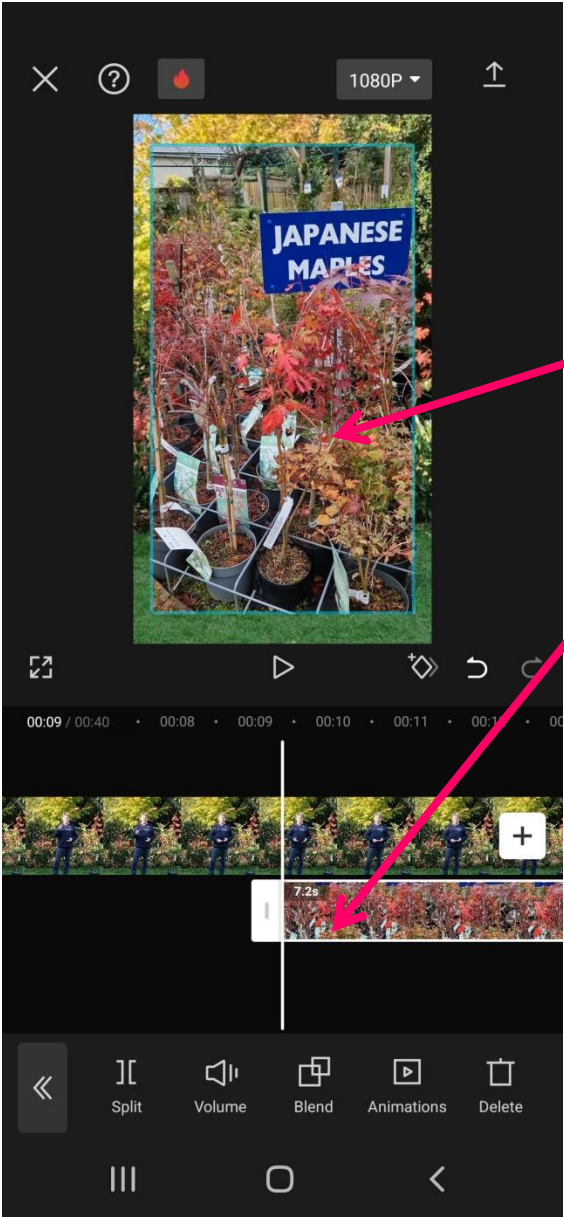 ?
1080P
JAPANESE
MAPLES
00:09 / 00:40 00:08 00:09 00:10 00:11
7.2s
Split Volume Blend Animations Delete